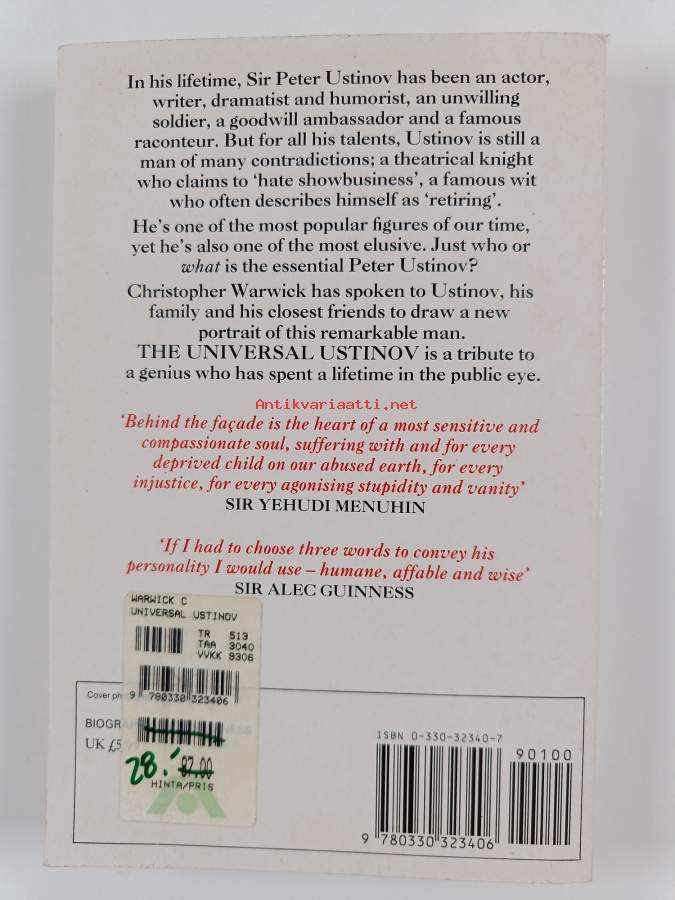 In his lifetime, Sir Peter Ustinov has been an actor,
writer, dramatist and humorist, an unwilling
soldier, a goodwill ambassador and a famous
raconteur. But for all his talents, Ustinov is still a
man of many contradictions; a theatrical knight
who claims to ‘hate showbusiness’, a famous wit
who often describes himself as ‘retiring’.
He’s one of the most popular figures of our time,
yet he’s also one of the most elusive. Just who or
what is the essential Peter Ustinov?
Christopher Warwick has spoken to Ustinov, his
family and his closest friends to draw a new
portrait of this remarkable man.
THE UNIVERSAL USTINOV is a tribute to
a genius who has spent a lifetime in the public eye.
Antikvariaatti.net
‘Behind the façade is the heart of a most sensitive and
compassionate soul, suffering with and for every
deprived child on our abused earth, for every
injustice, for every agonising stupidity and vanity’
SIR YEHUDI MENUHIN
‘If I had to choose three words to convey his
personality I would use – humane, affable and wise’
SIR ALEC GUINNESS
WARWICK C
UNIVERSAL USTINOV
TR 513
TAA 3040
VVKK 9306
9 780330 323406
Cover ph
BIOGR
UK £5
28.-
87.00
HINTA/PRIS
ISBN 0-330-32340-7
90100
9 780330 323406